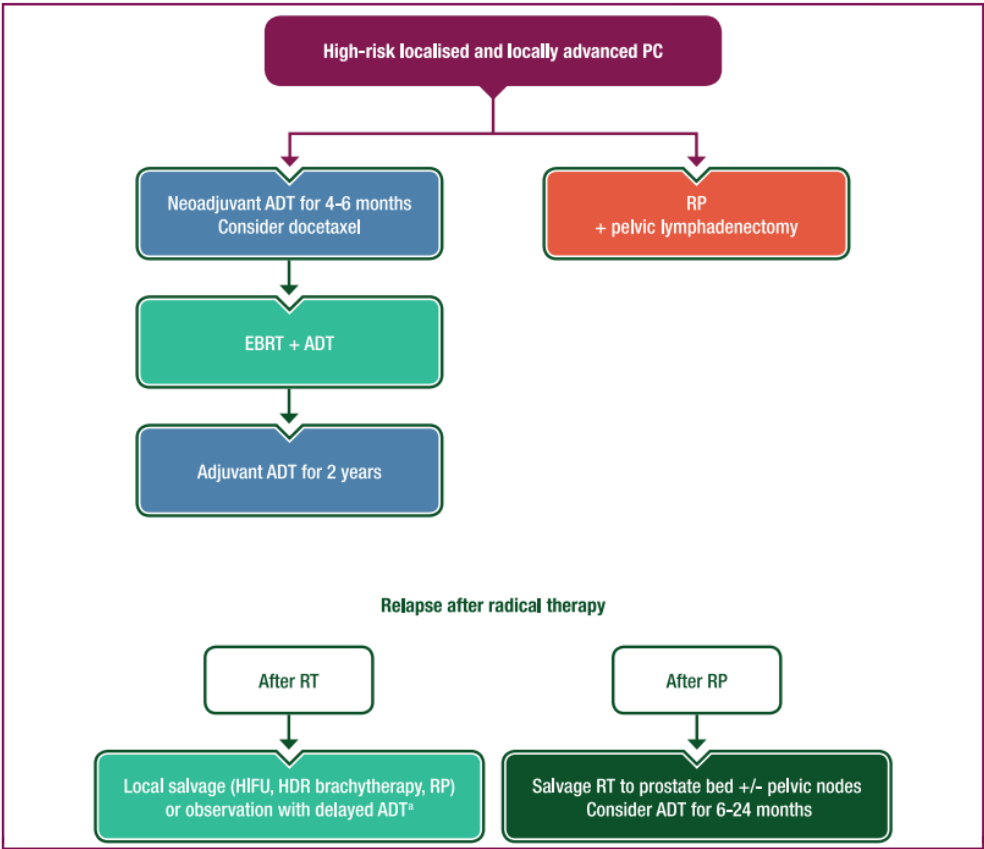 High-risk localised and locally advanced PC
Neoadjuvant ADT for 4-6 months
Consider docetaxel
RP
+ pelvic lymphadenectomy
EBRT + ADT
Adjuvant ADT for 2 years
Relapse after radical therapy
After RT
After RP
Local salvage (HIFU, HDR brachytherapy, RP)
or observation with delayed ADTᵃ
Salvage RT to prostate bed +/- pelvic nodes
Consider ADT for 6-24 months